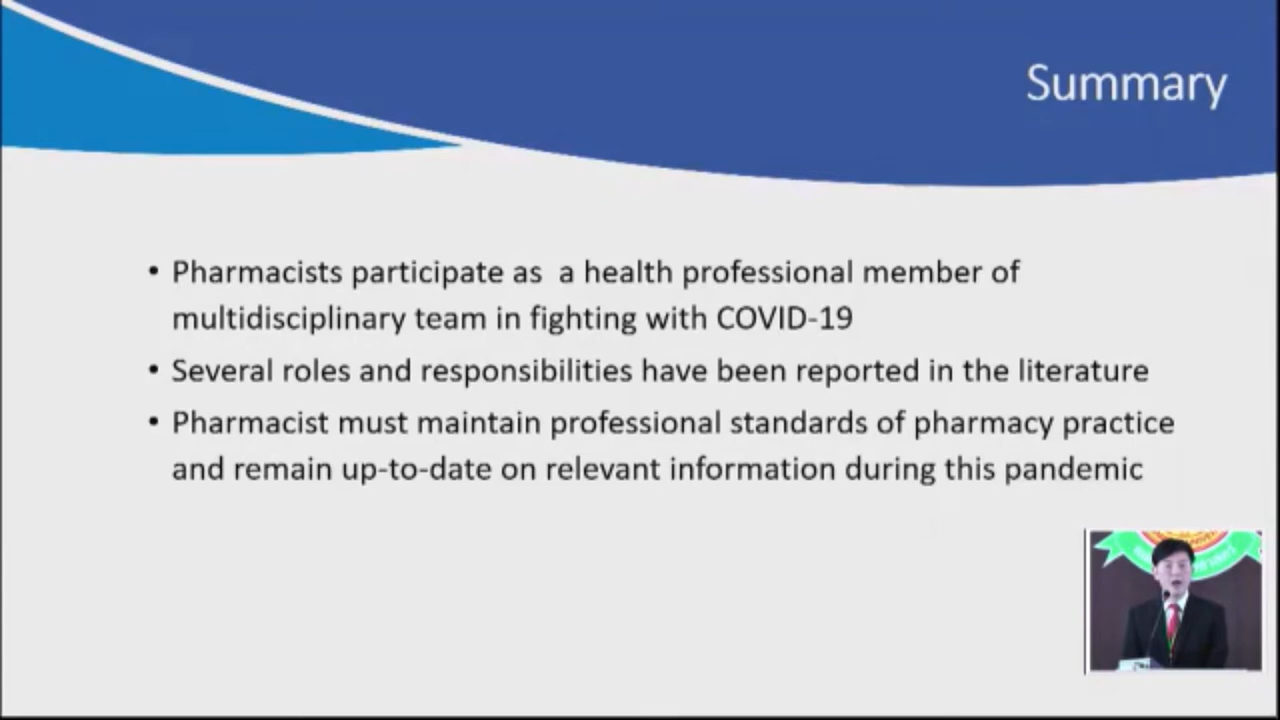 Summary
• Pharmacists participate as  a health professional member of
multidisciplinary team in fighting with COVID-19
• Several roles and responsibilities have been reported in the literature
• Pharmacist must maintain professional standards of pharmacy practice
and remain up-to-date on relevant information during this pandemic